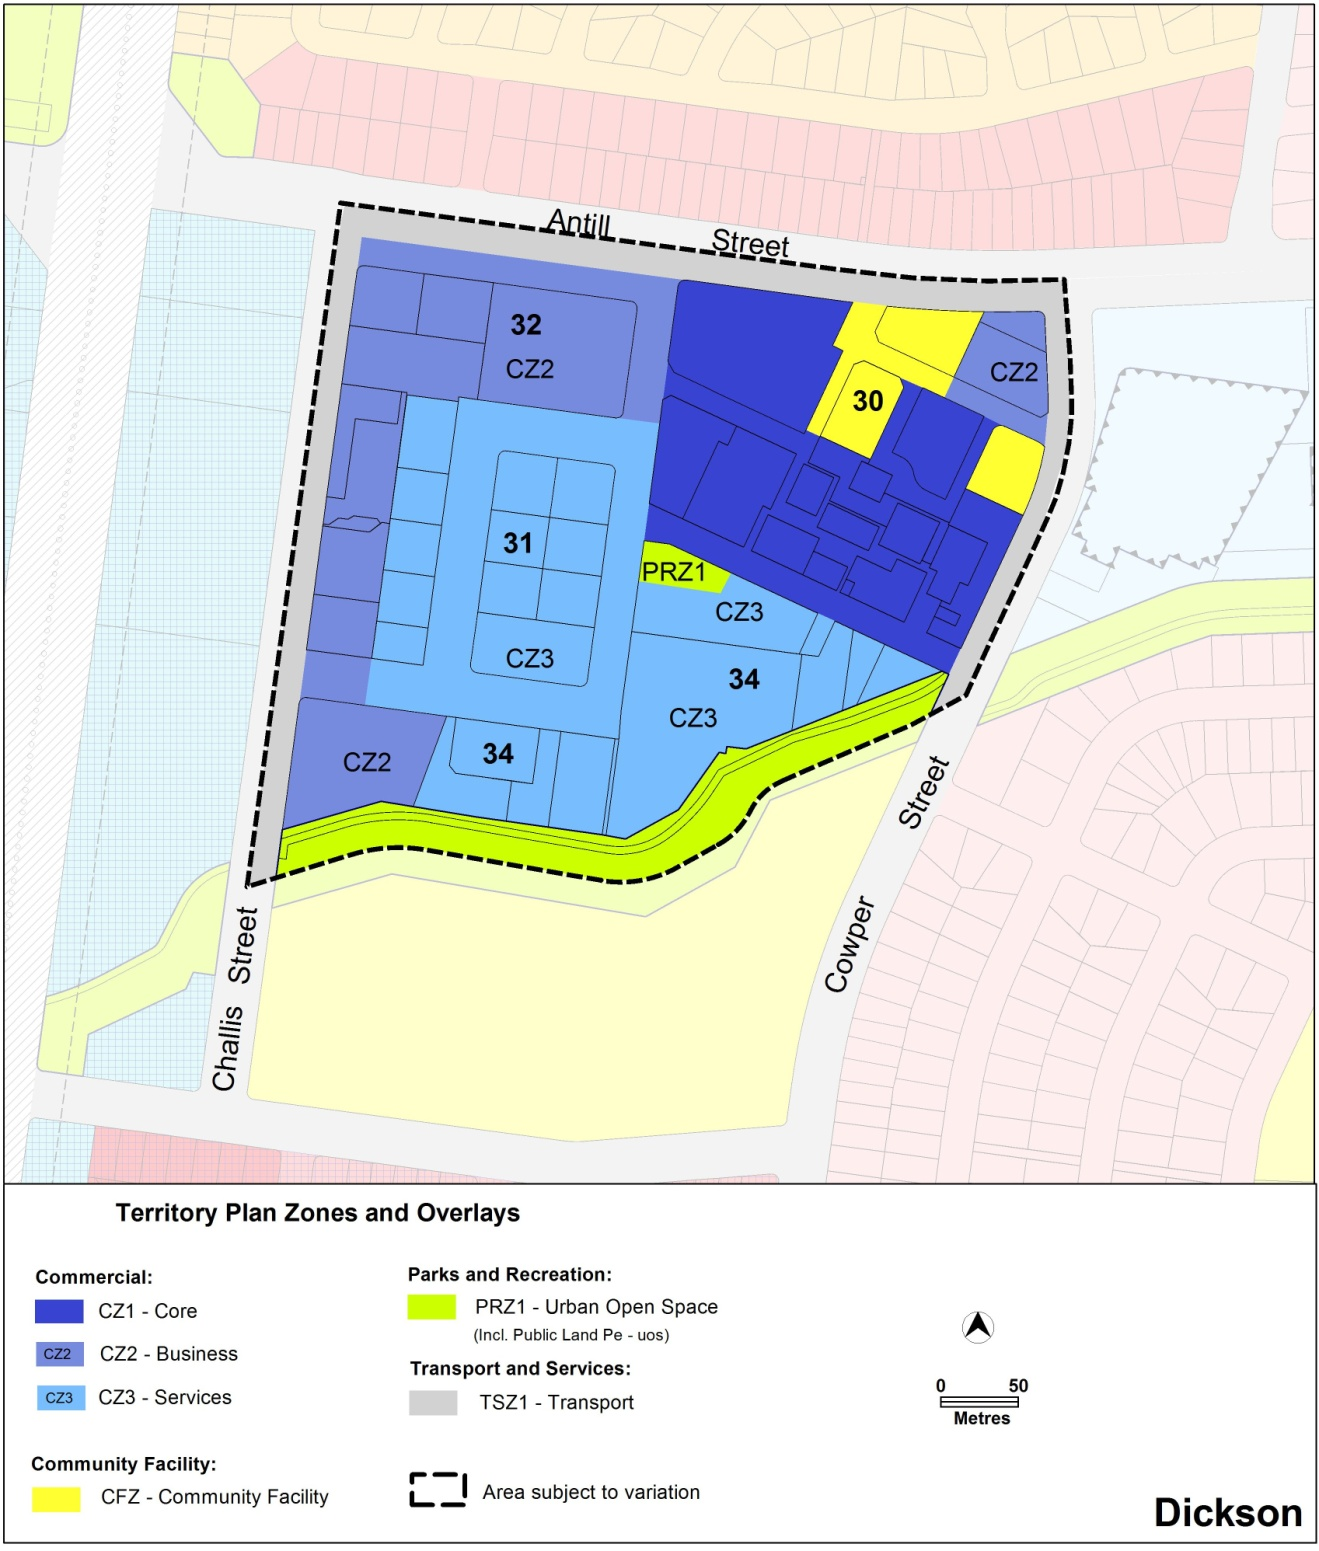 Antill Street
32
CZ2
CZ2
30
31
PRZ1
CZ3
CZ3
34
CZ3
34
CZ2
Street
Cowper
Challis Street
Territory Plan Zones and Overlays
Commercial:
CZ1 - Core
CZ2 CZ2 - Business
CZ3 CZ3 - Services
Community Facility:
CFZ - Community Facility
Parks and Recreation:
PRZ1 - Urban Open Space
(Incl. Public Land Pe - uos)
Transport and Services:
TSZ1 - Transport
Area subject to variation
0 50
Metres
Dickson